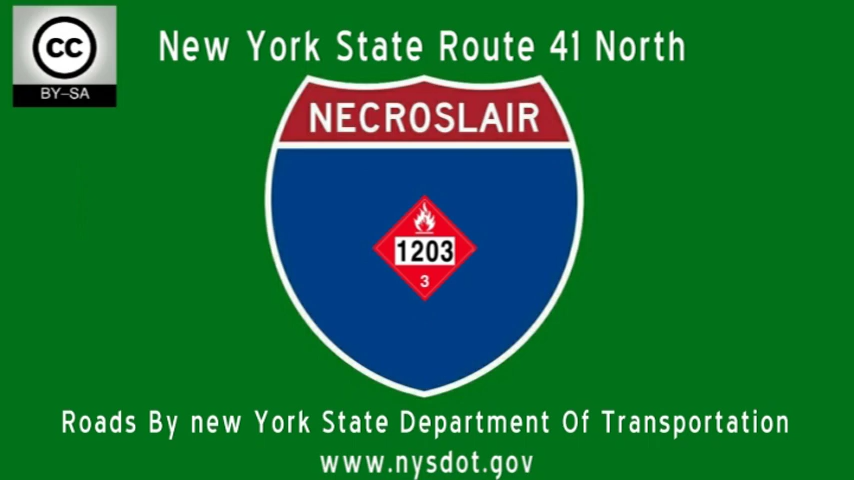 cc
BY-SA
New York State Route 41 North
NECROSLAIR
1203
3
Roads By new York State Department Of Transportation
www.nysdot.gov